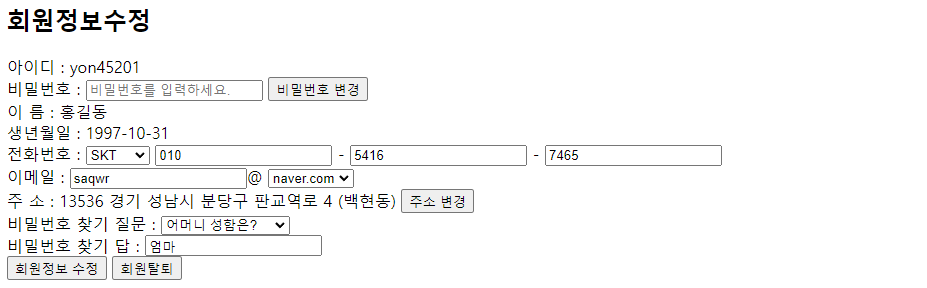 회원정보수정
아이디 : yon45201
비밀번호 : 비밀번호를 입력하세요. 비밀번호 변경
이 름 : 홍길동
생년월일 : 1997-10-31
전화번호 : SKT 010 - 5416 - 7465
이메일 : saqwr@ naver.com
주 소 : 13536 경기 성남시 분당구 판교역로 4 (백현동) 주소 변경
비밀번호 찾기 질문 : 어머니 성함은?
비밀번호 찾기 답 : 엄마
회원정보 수정 회원탈퇴